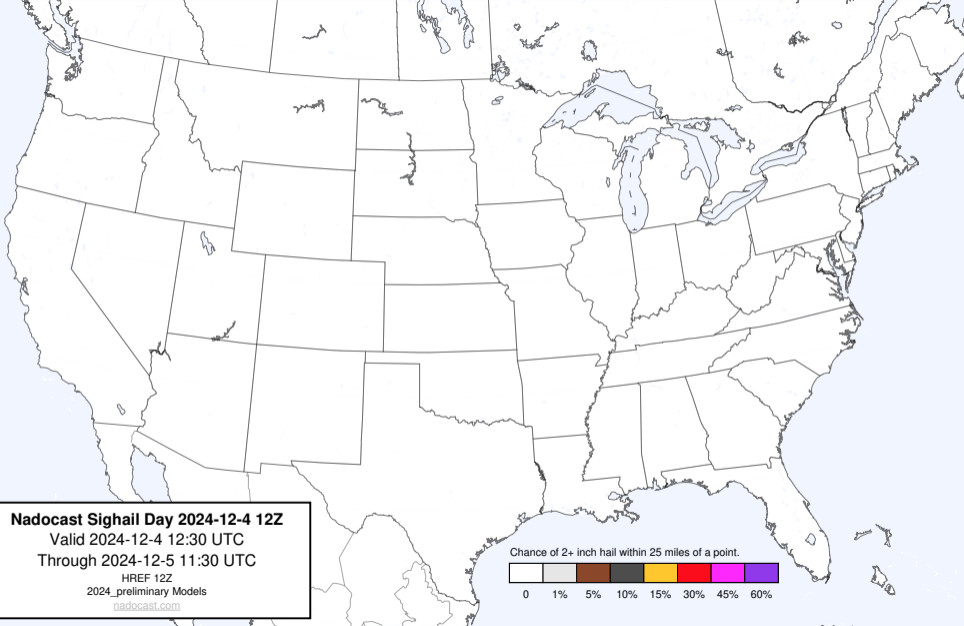 Nadocast Sighail Day 2024-12-4 12Z
Valid 2024-12-4 12:30 UTC
Through 2024-12-5 11:30 UTC
HREF 12Z
2024_preliminary Models
nadocast.com
Chance of 2+ inch hail within 25 miles of a point.
0 1% 5% 10% 15% 30% 45% 60%